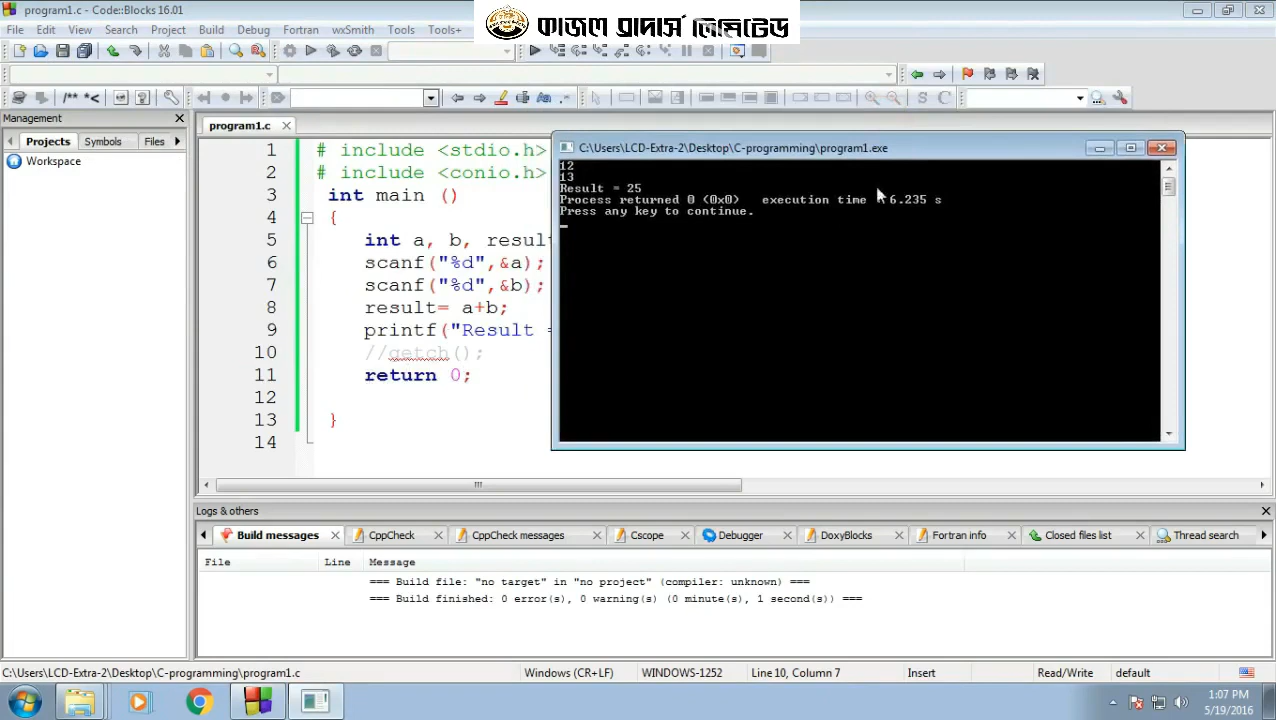 program1.c - Code::Blocks 16.01
কাজল ব্রাদার্স লিমিটেড
File Edit View Search Project Build Debug Fortran wxSmith Tools Tools+
/** *<
S C
Management
Projects Symbols Files
Workspace
program1.c
1 # include <stdio.h>
2 # include <conio.h>
3 int main ()
4 {
5 int a, b, result
6 scanf("%d",&a);
7 scanf("%d",&b);
8 result= a+b;
9 printf("Result =
10 //getch();
11 return 0;
12
13 }
14
C:\Users\LCD-Extra-2\Desktop\C-programming\program1.exe
12
13
Result = 25
Process returned 0 (0x0) execution time 6.235 s
Press any key to continue.
Logs & others
Build messages CppCheck CppCheck messages Cscope Debugger DoxyBlocks Fortran info Closed files list Thread search
File Line Message
=== Build file: "no target" in "no project" (compiler: unknown) ===
=== Build finished: 0 error(s), 0 warning(s) (0 minute(s), 1 second(s)) ===
C:\Users\LCD-Extra-2\Desktop\C-programming\program1.c Windows (CR+LF) WINDOWS-1252 Line 10, Column 7 Insert Read/Write default
1:07 PM
5/19/2016